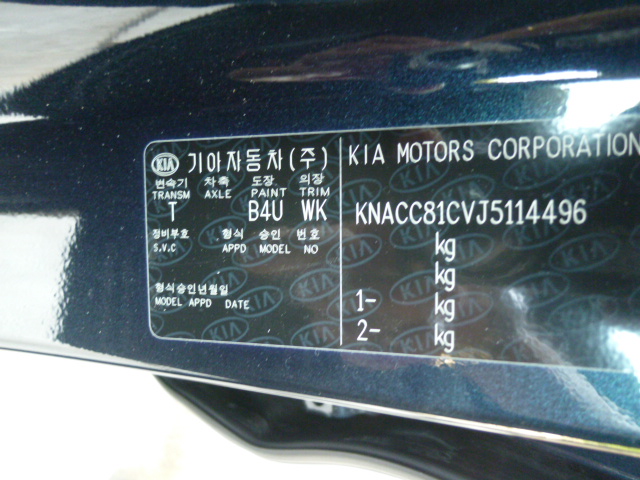 KIA 기아자동차(주) KIA MOTORS CORPORATION
변속기 차축 도장 의장
TRANSM AXLE PAINT TRIM
T B4U WK KNACC81CVJ5114496
정비부호 형식 승인 번호
S.V.C APPD MODEL NO
kg
kg
형식승인년월일
MODEL APPD DATE
1- kg
2- kg